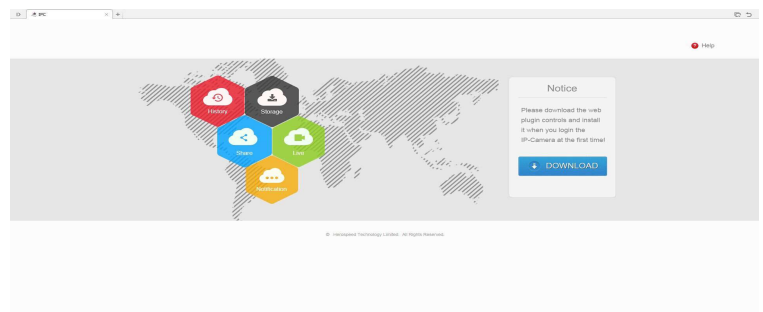 IPC
Help
History
Storage
Share
Live
Notification
Notice
Please download the web
plugin controls and install
it when you login the
IP-Camera at the first time!
DOWNLOAD
© Herospeed Technology Limited. All Rights Reserved.